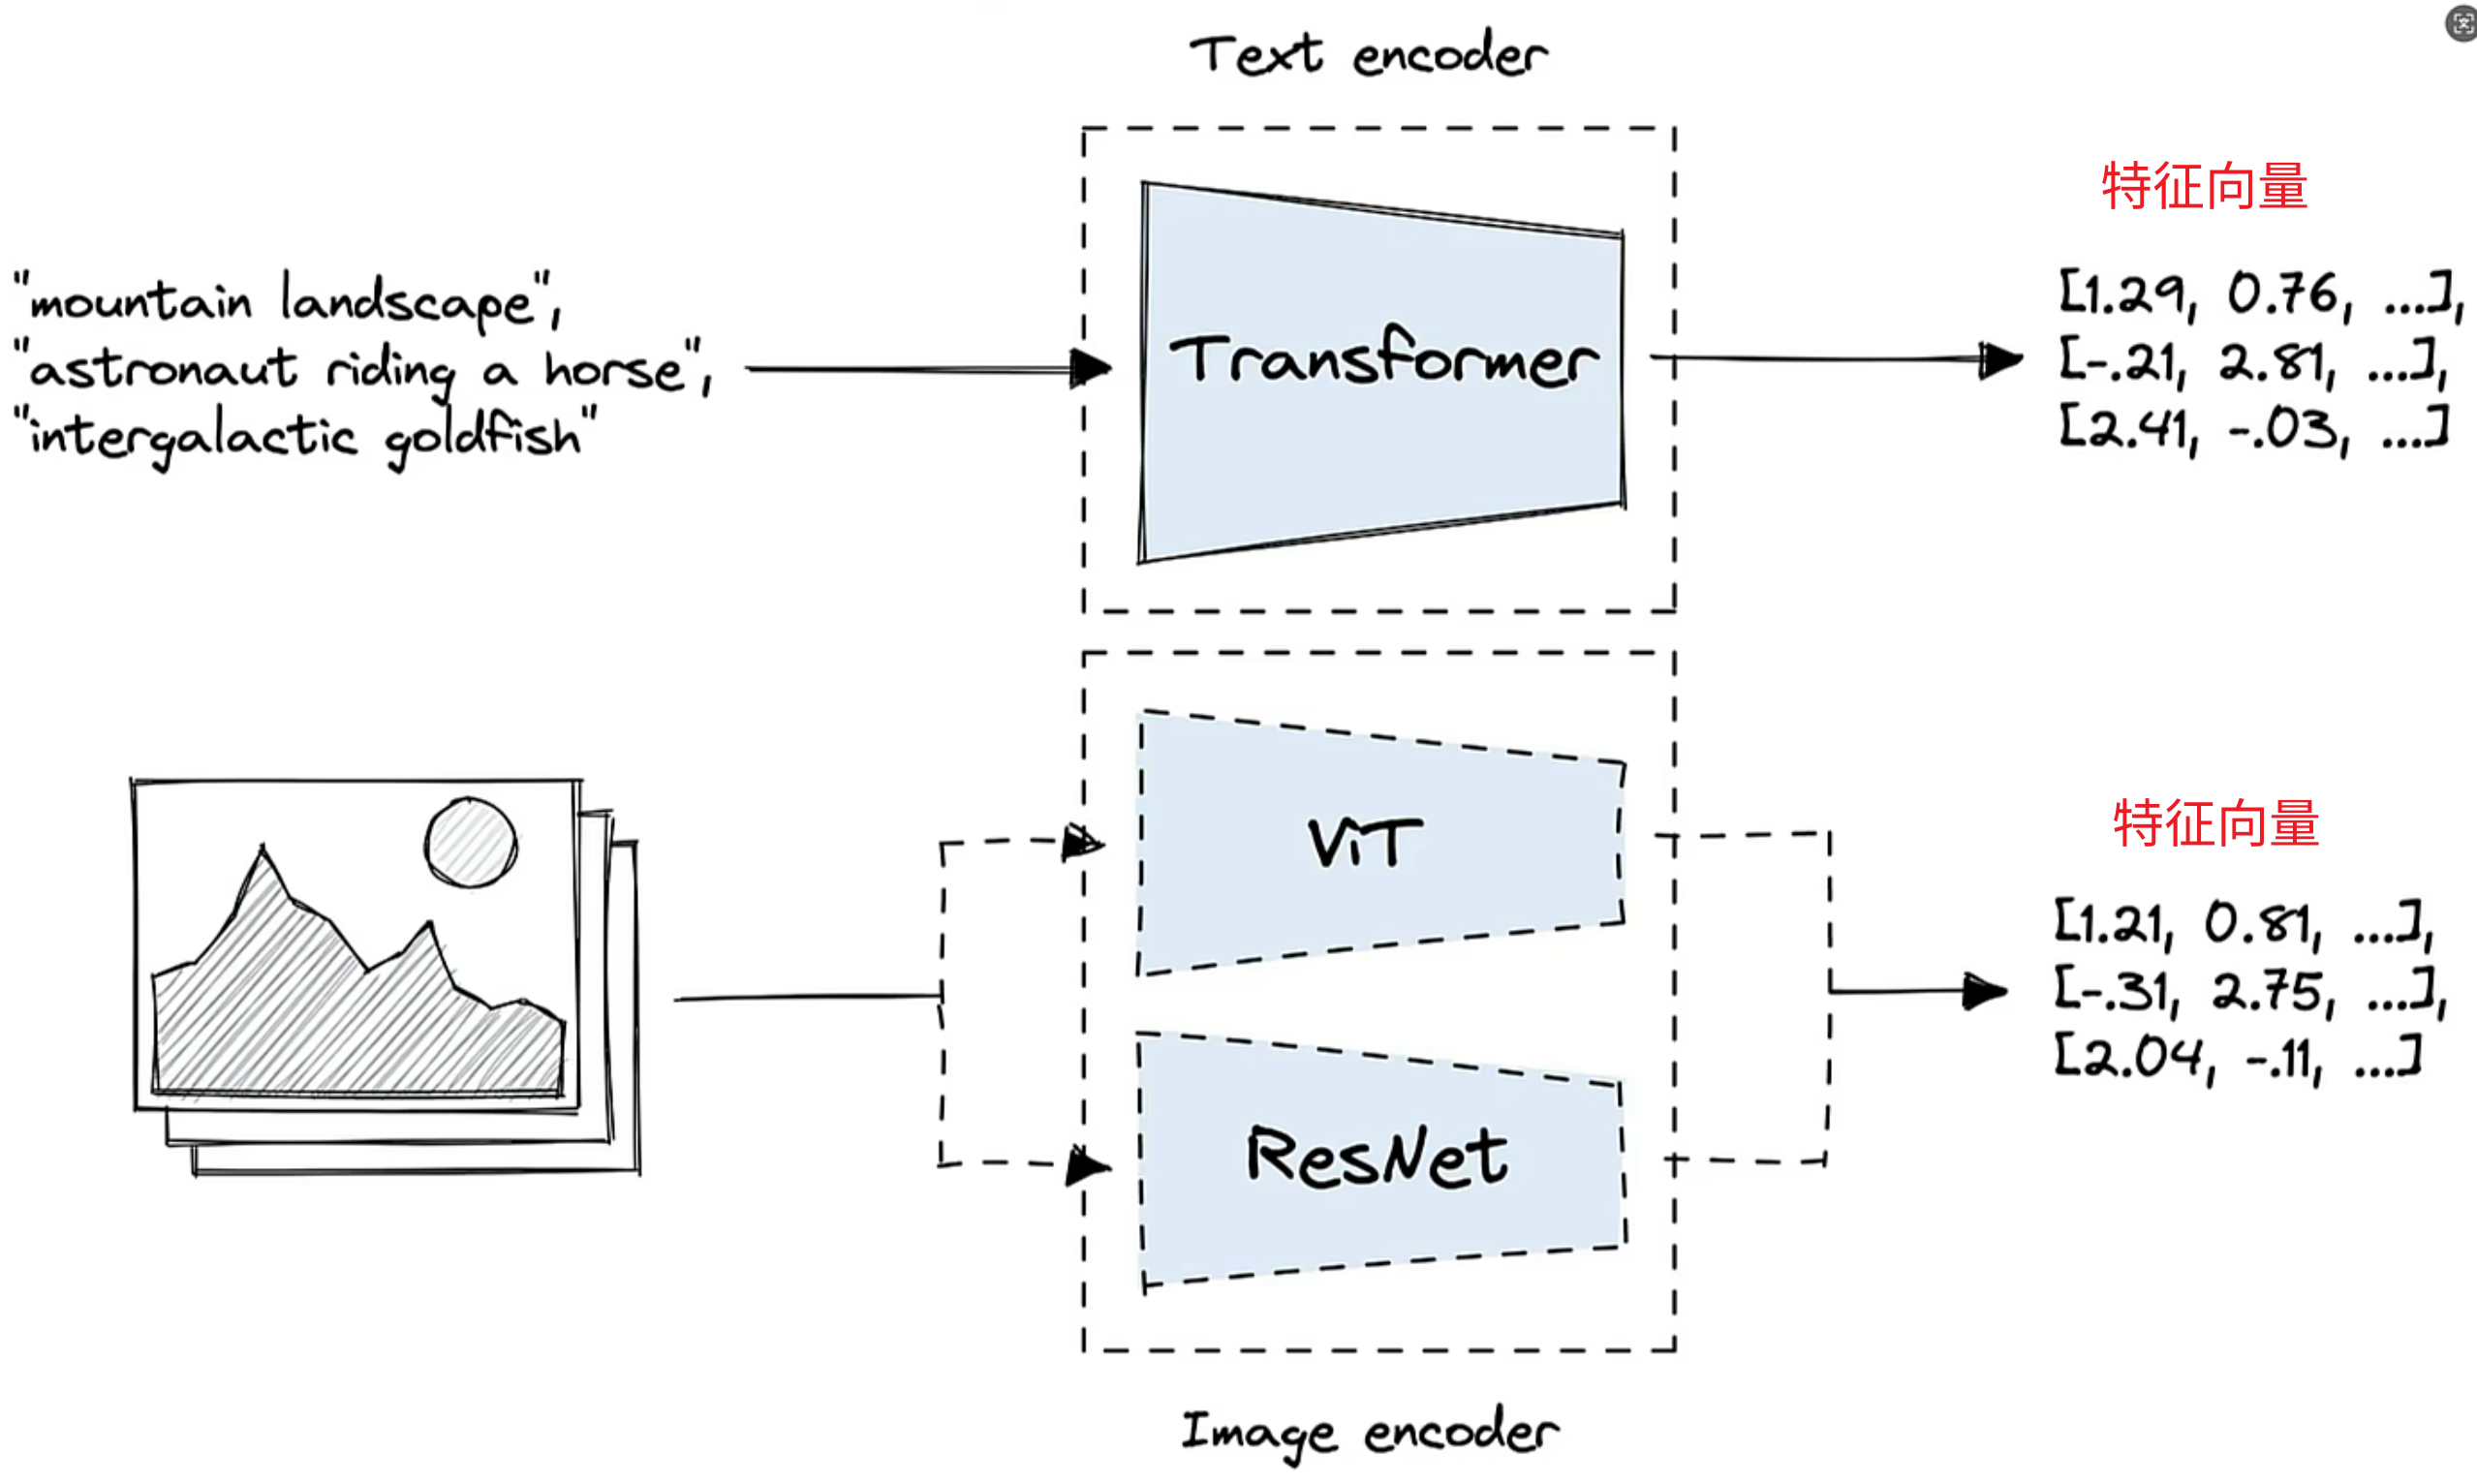 Text encoder
"mountain landscape",
"astronaut riding a horse",
"intergalactic goldfish"
Transformer
特征向量
[1.29, 0.76, ...],
[-.21, 2.81, ...],
[2.41, -.03, ...]
ViT
ResNet
特征向量
[1.21, 0.81, ...],
[-.31, 2.75, ...],
[2.04, -.11, ...]
Image encoder